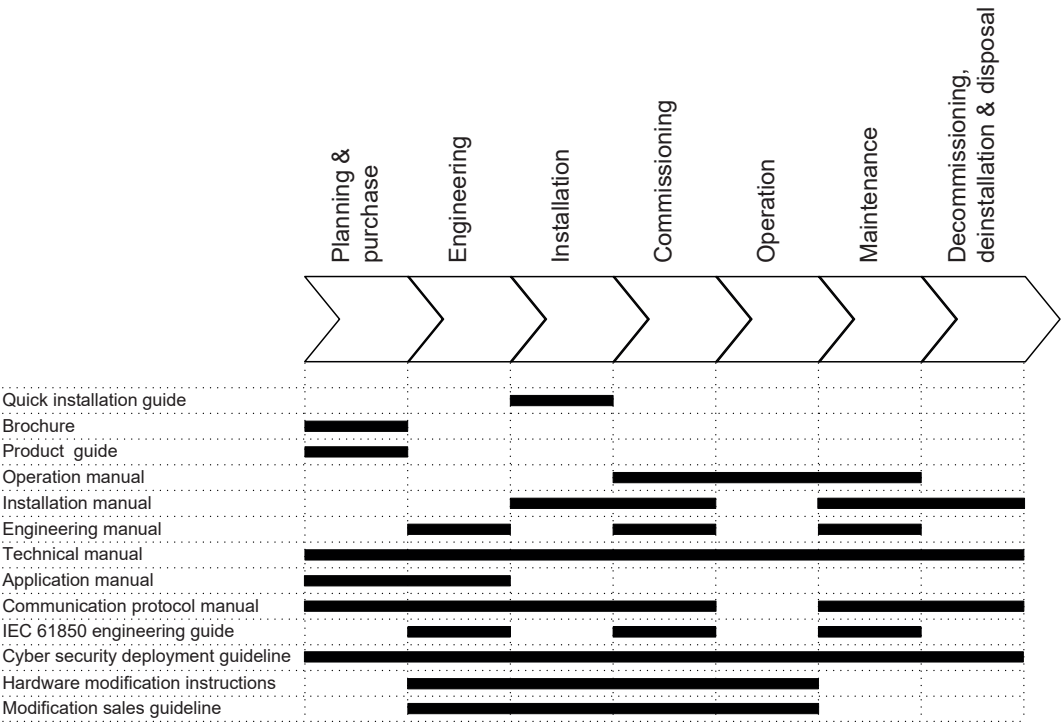 Planning &
purchase
Engineering
Installation
Commissioning
Operation
Maintenance
Decommissioning,
deinstallation & disposal
Quick installation guide
Brochure
Product guide
Operation manual
Installation manual
Engineering manual
Technical manual
Application manual
Communication protocol manual
IEC 61850 engineering guide
Cyber security deployment guideline
Hardware modification instructions
Modification sales guideline